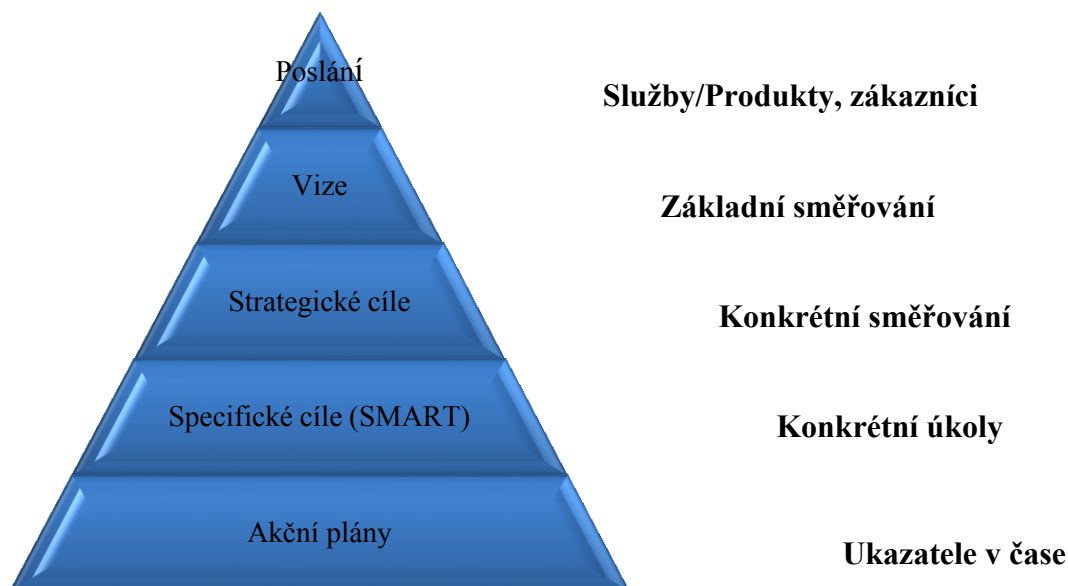 Poslání
Služby/Produkty, zákazníci
Vize
Základní směřování
Strategické cíle
Konkrétní směřování
Specifické cíle (SMART)
Konkrétní úkoly
Akční plány
Ukazatele v čase